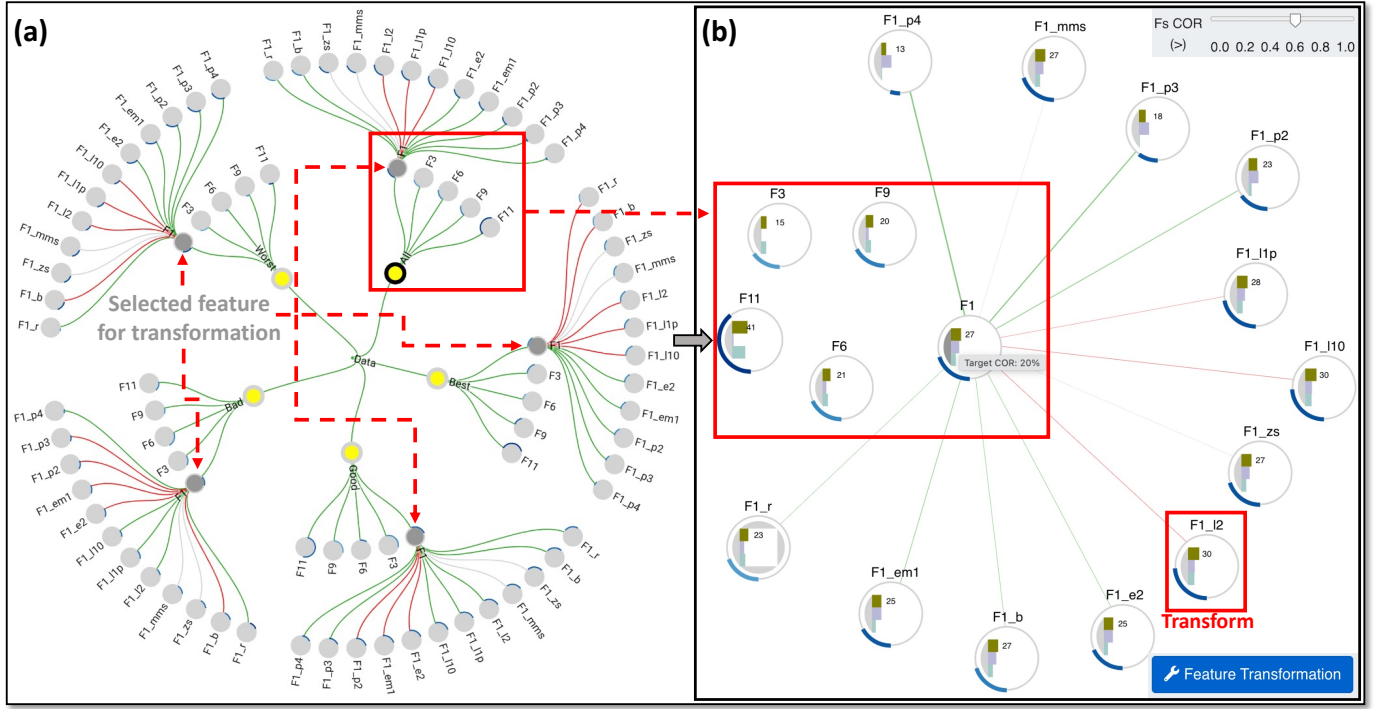 (a)
F1_r
F1_b
F1_zs
F1_mms
F1_l2
F1_l1p
F1_l10
F1_e2
F1_em1
F1_p2
F1_p3
F1_p4
F1
F3
F6
F9
F11
All
F1_p4
F1_p3
F1_p2
F1_em1
F1_e2
F1_l10
F1_l1p
F1_l2
F1_mms
F1_zs
F1_b
F1_r
F1
F3
F6
F9
F11
Worst
Selected feature
for transformation
Data
F1_r
F1_b
F1_zs
F1_mms
F1_l2
F1_l1p
F1_l10
F1_e2
F1_em1
F1_p2
F1_p3
F1_p4
F1
F3
F6
F9
F11
Best
F11
F9
F6
F3
F1
Bad
F1_p4
F1_p3
F1_p2
F1_em1
F1_e2
F1_l10
F1_l1p
F1_l2
F1_mms
F1_zs
F1_b
F1_r
Good
F11
F9
F6
F3
F1
F1_p4
F1_p3
F1_p2
F1_em1
F1_e2
F1_l10
F1_l1p
F1_l2
F1_mms
F1_zs
F1_b
F1_r
(b)
Fs COR
(>)
0.0 0.2 0.4 0.6 0.8 1.0
F1_p4
13
F1_mms
27
F1_p3
18
F1_p2
23
F3
15
F9
20
F1_l1p
28
F11
41
F1
27
Target COR: 20%
F6
21
F1_l10
30
F1_zs
27
F1_r
23
F1_l2
30
Transform
F1_em1
25
F1_b
27
F1_e2
25
Feature Transformation